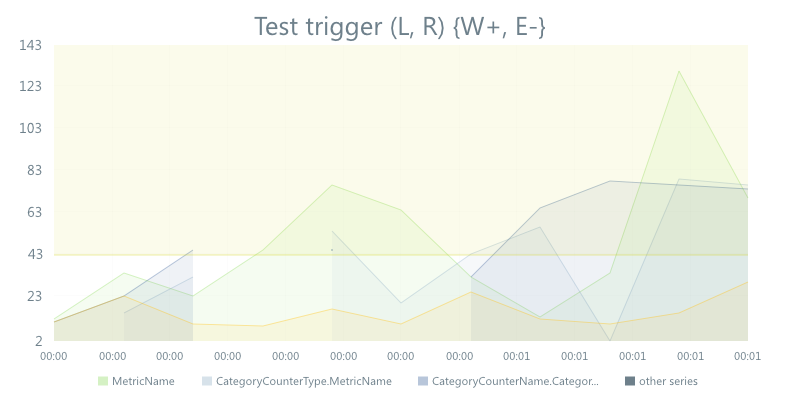 Test trigger (L, R) {W+, E-}
143
123
103
83
63
43
23
2
00:00 00:00 00:00 00:00 00:00 00:00 00:00 00:00 00:01 00:01 00:01 00:01 00:01
MetricName CategoryCounterType.MetricName CategoryCounterName.Categor... other series